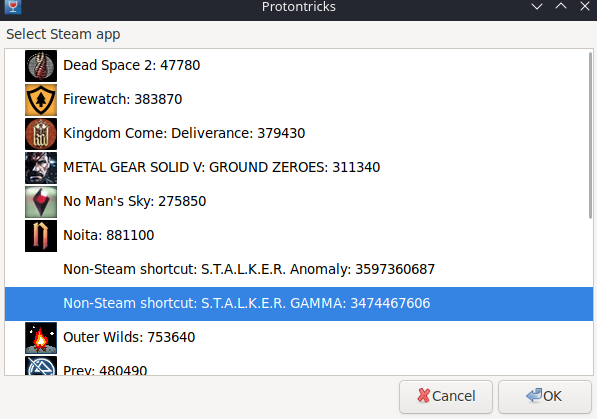 Protontricks
Select Steam app
Dead Space 2: 47780
Firewatch: 383870
Kingdom Come: Deliverance: 379430
METAL GEAR SOLID V: GROUND ZEROES: 311340
No Man's Sky: 275850
Noita: 881100
Non-Steam shortcut: S.T.A.L.K.E.R. Anomaly: 3597360687
Non-Steam shortcut: S.T.A.L.K.E.R. GAMMA: 3474467606
Outer Wilds: 753640
Prey: 480490
Cancel OK